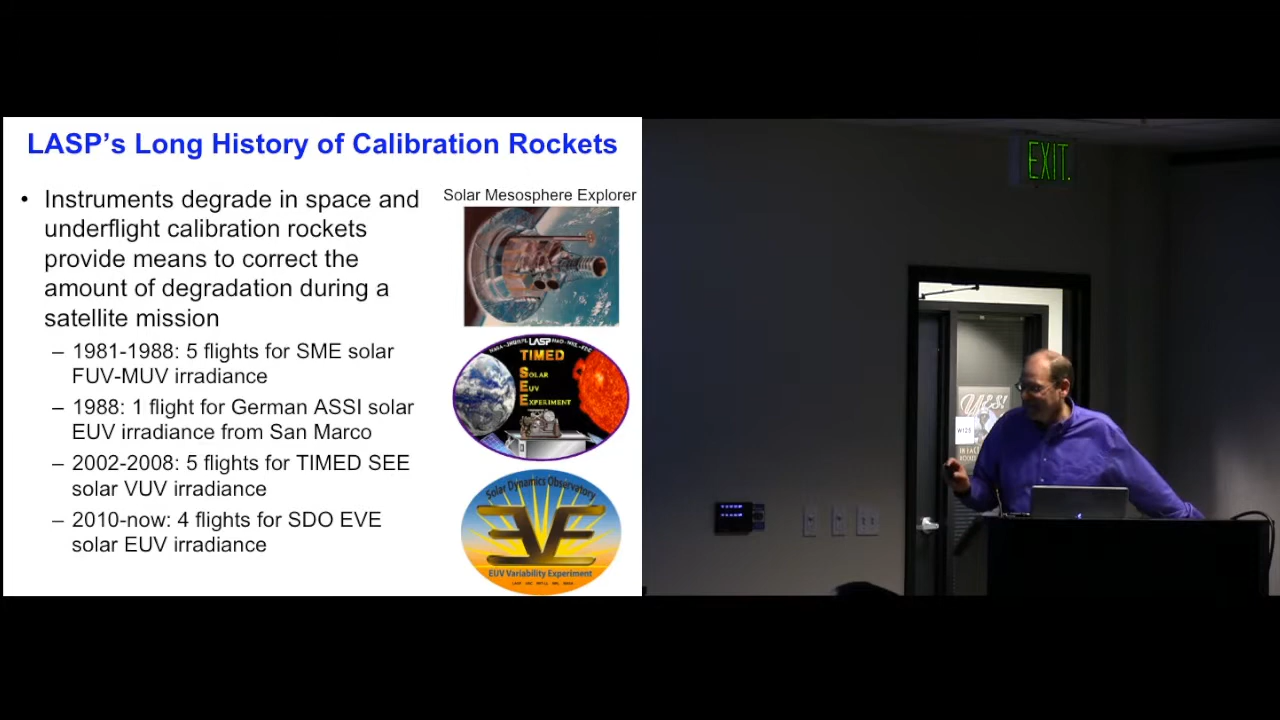 LASP's Long History of Calibration Rockets
• Instruments degrade in space and
underflight calibration rockets
provide means to correct the
amount of degradation during a
satellite mission
– 1981-1988: 5 flights for SME solar
FUV-MUV irradiance
– 1988: 1 flight for German ASSI solar
EUV irradiance from San Marco
– 2002-2008: 5 flights for TIMED SEE
solar VUV irradiance
– 2010-now: 4 flights for SDO EVE
solar EUV irradiance
Solar Mesosphere Explorer
LASP
TIMED
SOLAR
EUV
EXPERIMENT
Solar Dynamics Observatory
EVE
EUV Variability Experiment
EXIT
YES!
W123